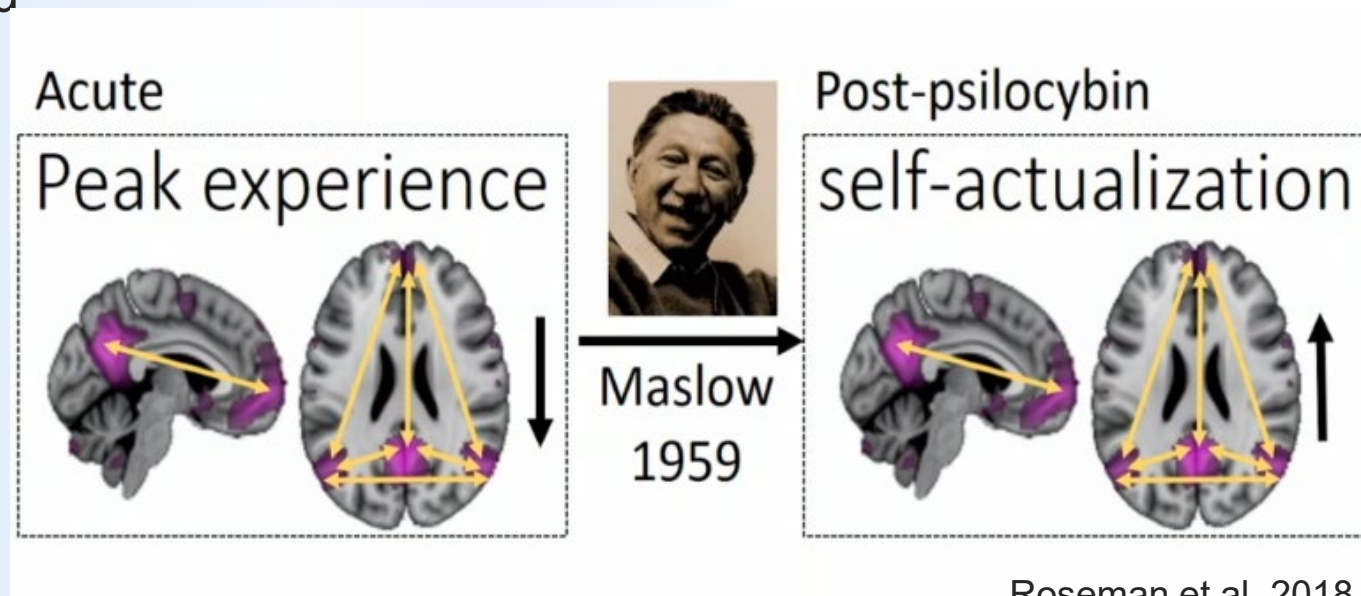 Acute
Peak experience
Maslow
1959
Post-psilocybin
self-actualization
Roseman et al. 2018